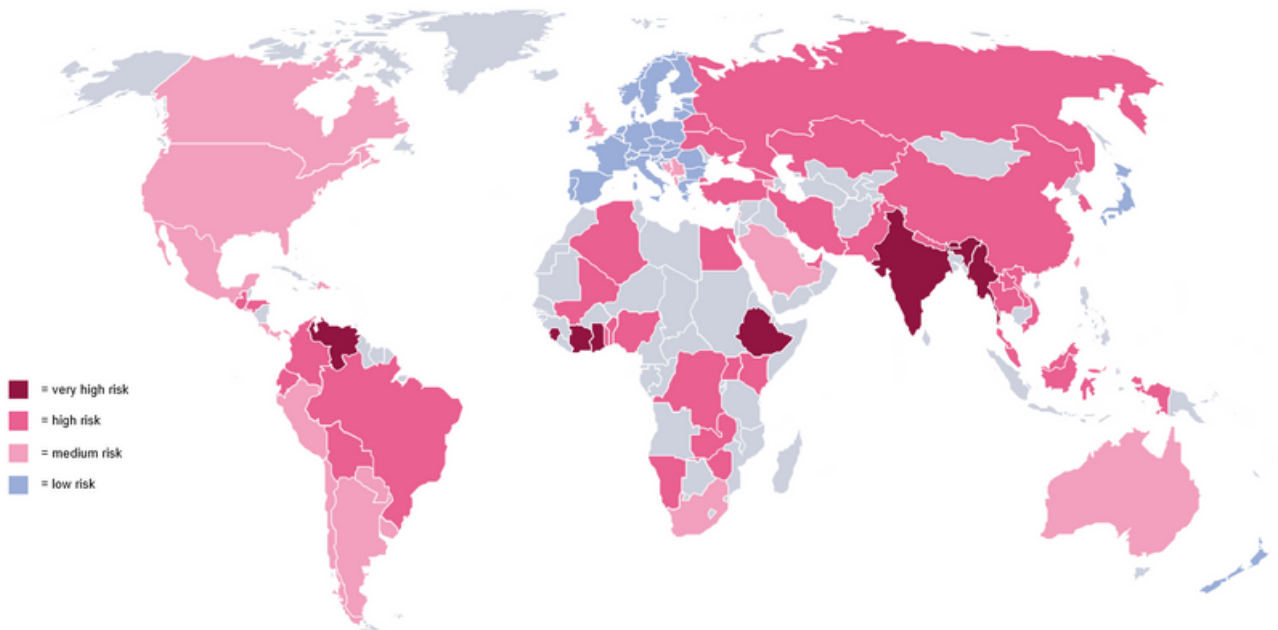 = very high risk
= high risk
= medium risk
= low risk